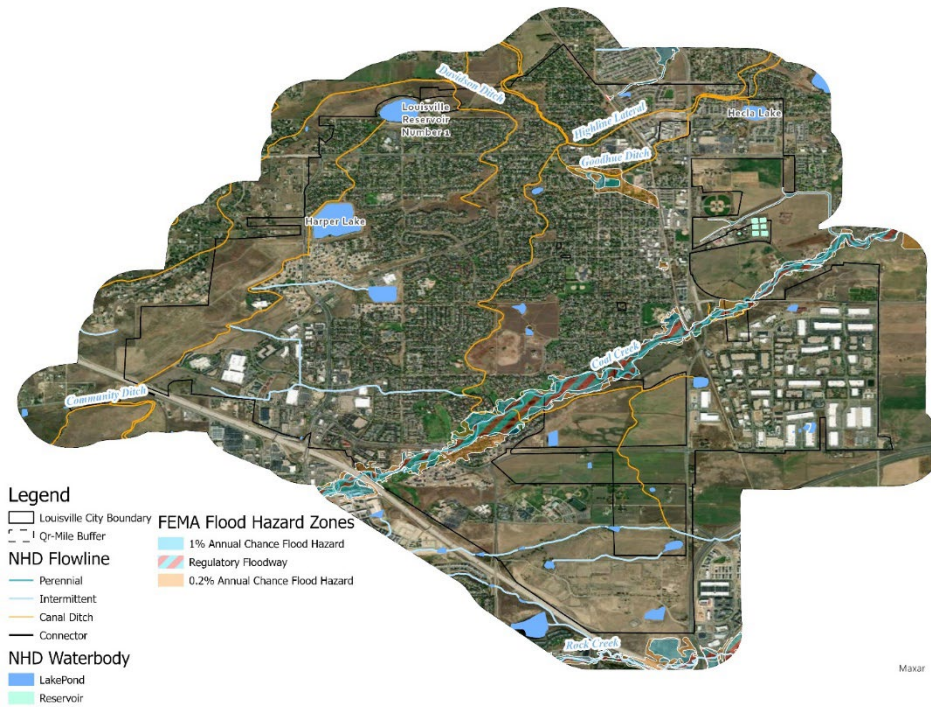 Davidson Ditch
Louisville
Reservoir
Number 1
Highline Lateral
Hecla Lake
Goodhue Ditch
Harper Lake
Coal Creek
Community Ditch
Rock Creek
Legend
Louisville City Boundary
Qr-Mile Buffer
NHD Flowline
Perennial
Intermittent
Canal Ditch
Connector
NHD Waterbody
LakePond
Reservoir
FEMA Flood Hazard Zones
1% Annual Chance Flood Hazard
Regulatory Floodway
0.2% Annual Chance Flood Hazard
Maxar